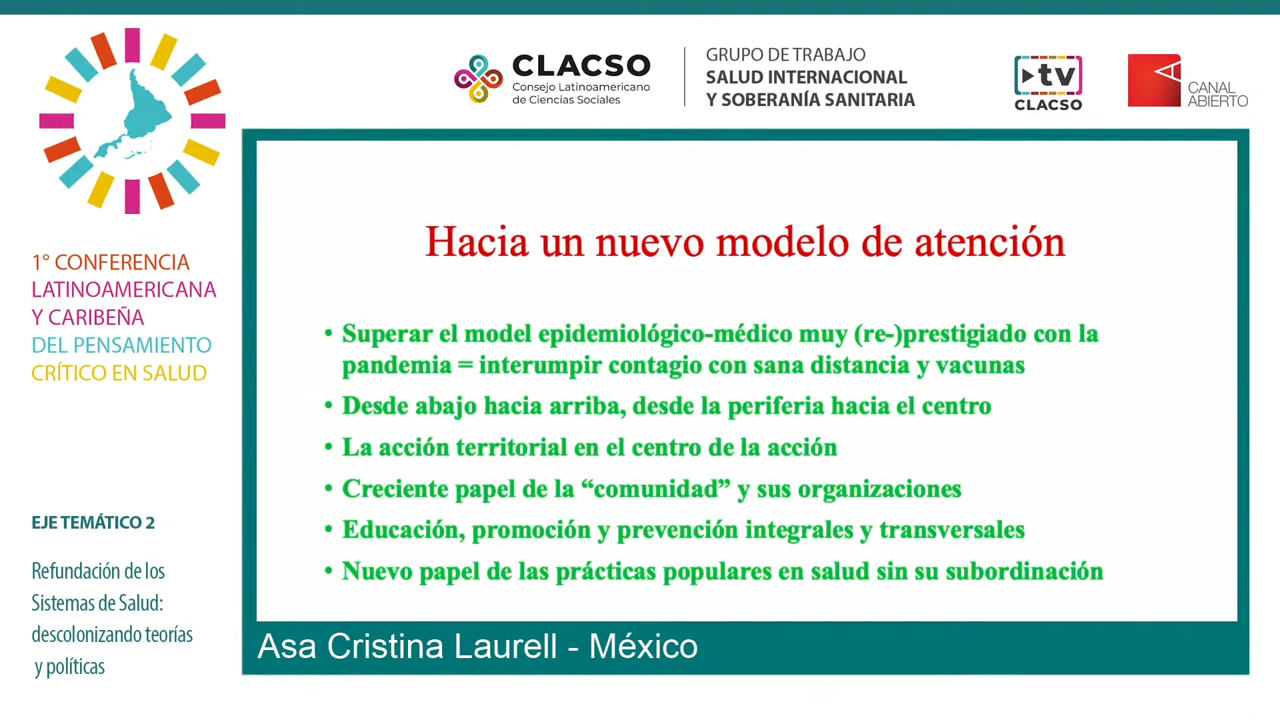 CLACSO
Consejo Latinoamericano
de Ciencias Sociales
GRUPO DE TRABAJO
SALUD INTERNACIONAL
Y SOBERANÍA SANITARIA
tv
CLACSO
CANAL
ABIERTO
1° CONFERENCIA
LATINOAMERICANA
Y CARIBEÑA
DEL PENSAMIENTO
CRÍTICO EN SALUD
EJE TEMÁTICO 2
Refundación de los
Sistemas de Salud:
descolonizando teorías
y políticas
Hacia un nuevo modelo de atención
• Superar el model epidemiológico-médico muy (re-)prestigiado con la
pandemia = interumpir contagio con sana distancia y vacunas
• Desde abajo hacia arriba, desde la periferia hacia el centro
• La acción territorial en el centro de la acción
• Creciente papel de la “comunidad” y sus organizaciones
• Educación, promoción y prevención integrales y transversales
• Nuevo papel de las prácticas populares en salud sin su subordinación
Asa Cristina Laurell - México